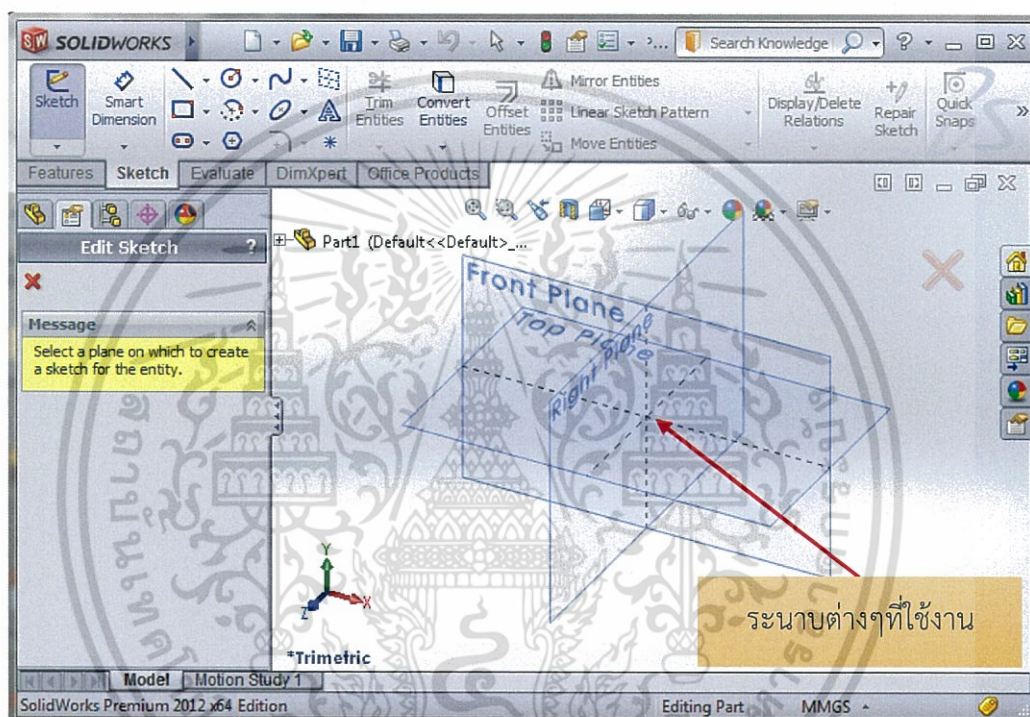 SOLIDWORKS
Search Knowledge
Sketch
Smart Dimension
Trim Entities
Convert Entities
Offset Entities
Mirror Entities
Linear Sketch Pattern
Move Entities
Display/Delete Relations
Repair Sketch
Quick Snaps
Features Sketch Evaluate DimXpert Office Products
Edit Sketch ?
Part1 (Default<<Default>_...
Message
Select a plane on which to create
a sketch for the entity.
Front Plane
Top Plane
Right Plane
Y
X
Z
ระนาบต่างๆที่ใช้งาน
*Trimetric
Model Motion Study 1
SolidWorks Premium 2012 x64 Edition Editing Part MMGS